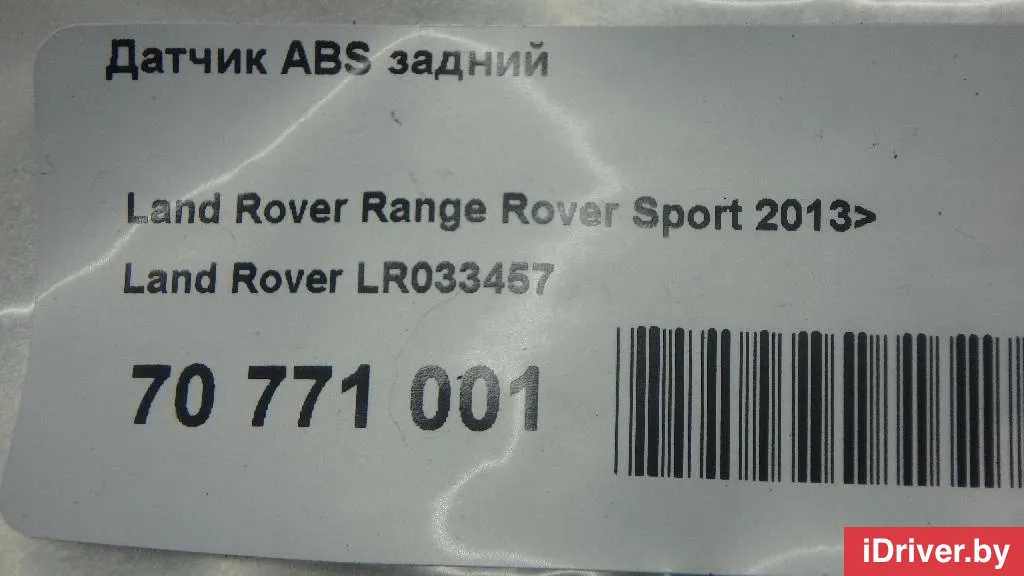 Датчик ABS задний
Land Rover Range Rover Sport 2013>
Land Rover LR033457
70 771 001
iDriver.by